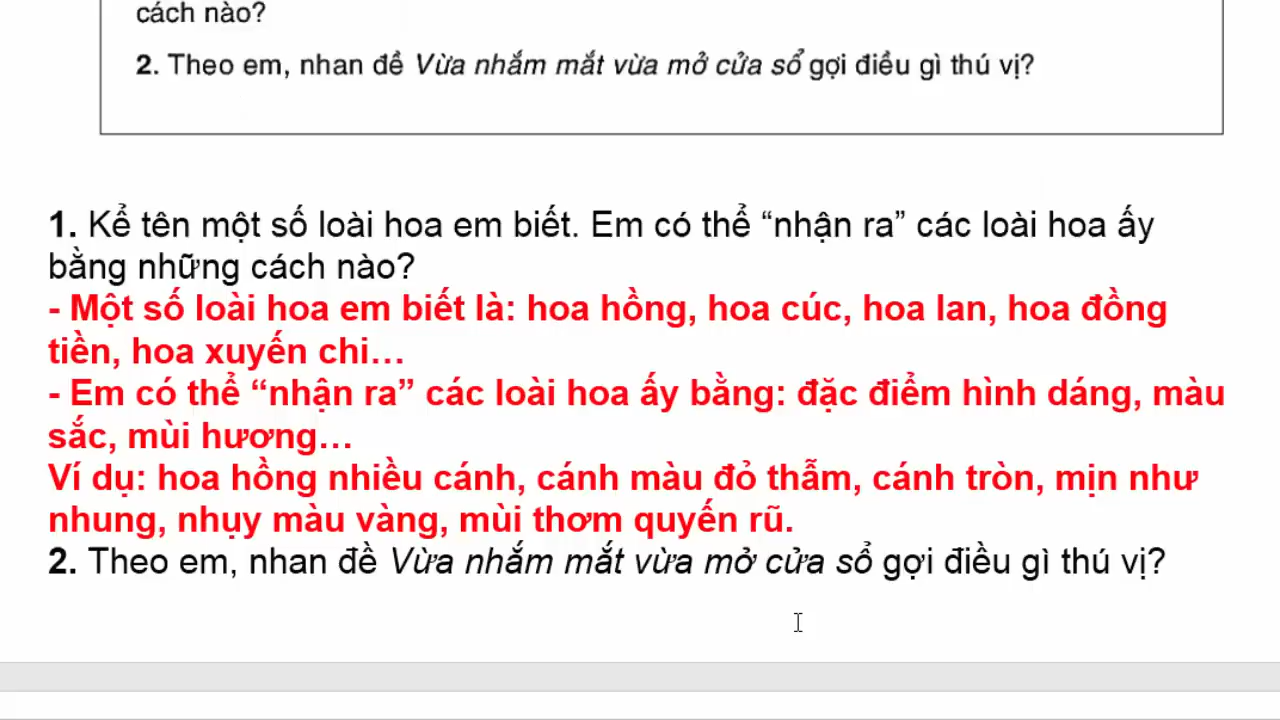 cách nào?
2. Theo em, nhan đề Vừa nhắm mắt vừa mở cửa sổ gợi điều gì thú vị?
1. Kể tên một số loài hoa em biết. Em có thể “nhận ra” các loài hoa ấy
bằng những cách nào?
- Một số loài hoa em biết là: hoa hồng, hoa cúc, hoa lan, hoa đồng
tiền, hoa xuyến chi…
- Em có thể “nhận ra” các loài hoa ấy bằng: đặc điểm hình dáng, màu
sắc, mùi hương…
Ví dụ: hoa hồng nhiều cánh, cánh màu đỏ thẫm, cánh tròn, mịn như
nhung, nhụy màu vàng, mùi thơm quyến rũ.
2. Theo em, nhan đề Vừa nhắm mắt vừa mở cửa sổ gợi điều gì thú vị?